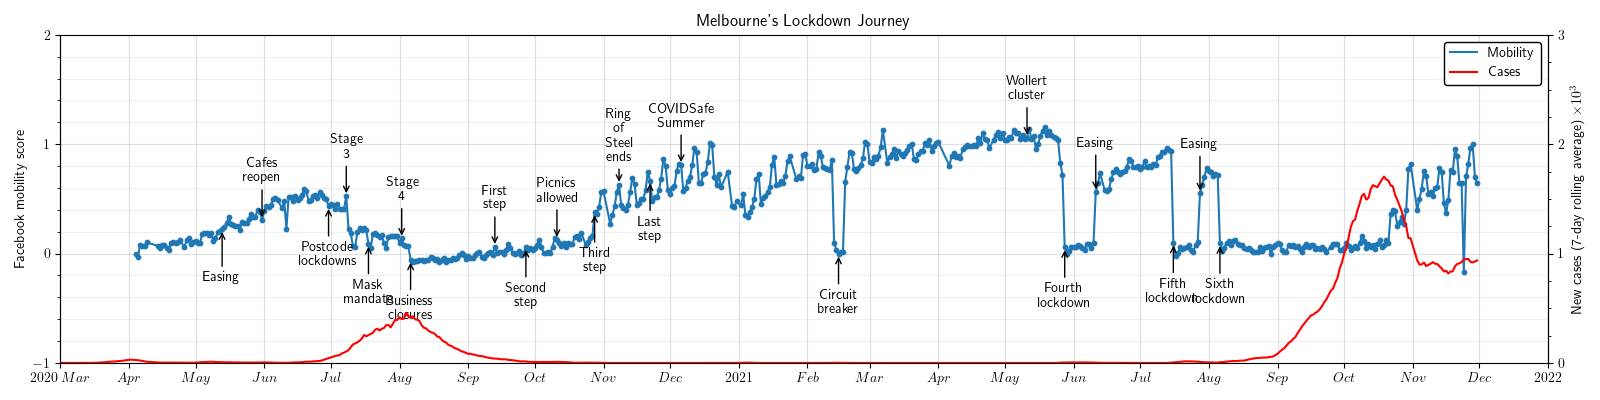 Melbourne's Lockdown Journey
Facebook mobility score
2
1
0
−1
New cases (7-day rolling average) ×10³
3
2
1
0
Mobility
Cases
Easing
Cafes
reopen
Postcode
lockdowns
Stage
3
Mask
mandate
Stage
4
Business
closures
First
step
Second
step
Picnics
allowed
Third
step
Ring
of
Steel
ends
Last
step
COVIDSafe
Summer
Circuit
breaker
Wollert
cluster
Fourth
lockdown
Easing
Fifth
lockdown
Easing
Sixth
lockdown
2020 Mar Apr May Jun Jul Aug Sep Oct Nov Dec 2021 Feb Mar Apr May Jun Jul Aug Sep Oct Nov Dec 2022